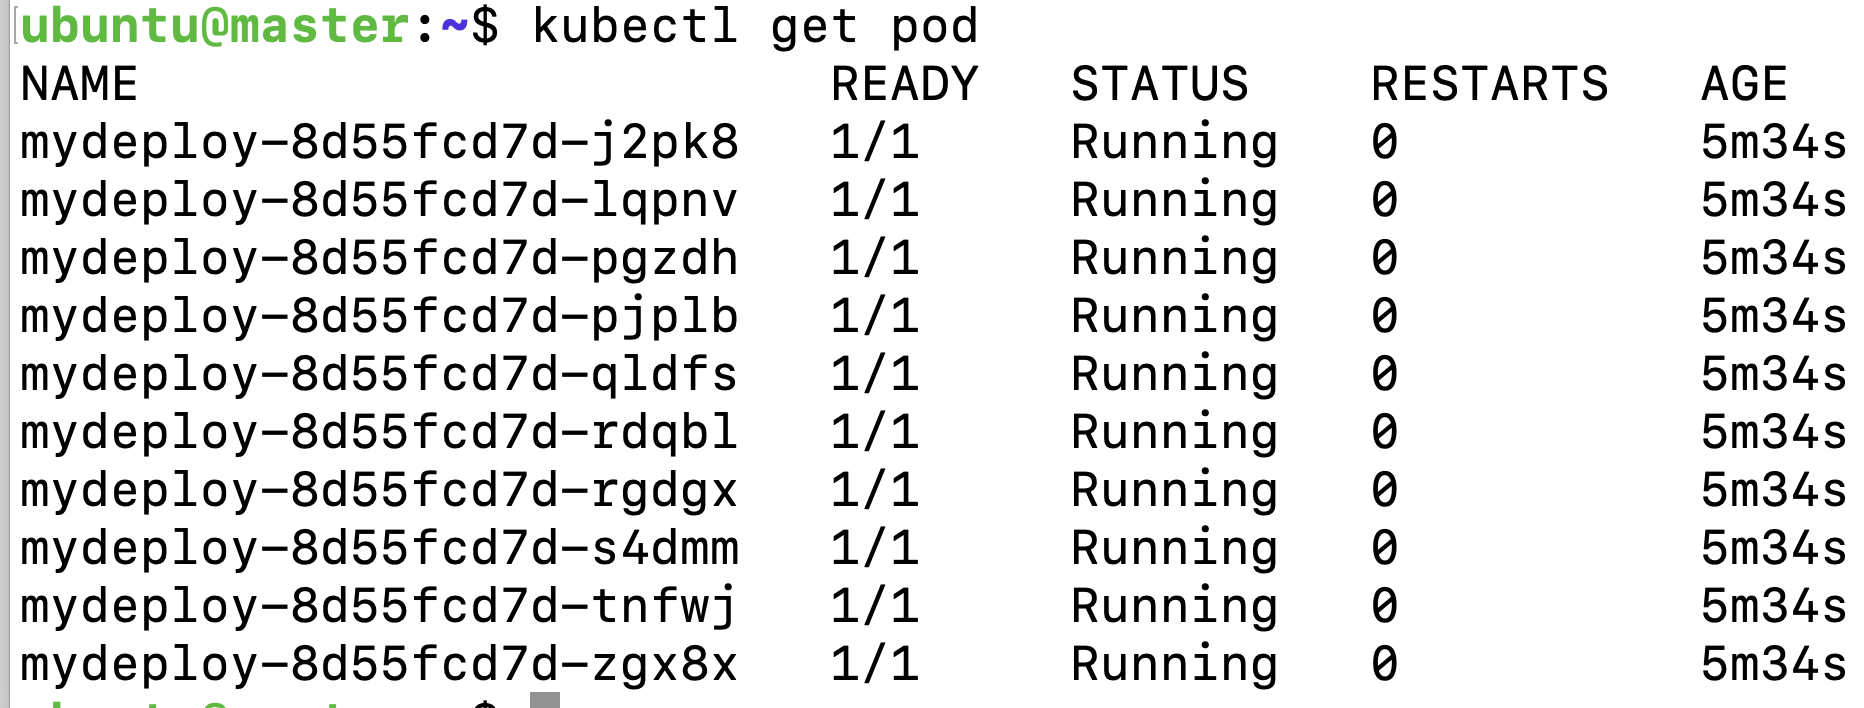 ubuntu@master:~$ kubectl get pod
NAME READY STATUS RESTARTS AGE
mydeploy-8d55fcd7d-j2pk8 1/1 Running 0 5m34s
mydeploy-8d55fcd7d-lqpnv 1/1 Running 0 5m34s
mydeploy-8d55fcd7d-pgzdh 1/1 Running 0 5m34s
mydeploy-8d55fcd7d-pjplb 1/1 Running 0 5m34s
mydeploy-8d55fcd7d-qldfs 1/1 Running 0 5m34s
mydeploy-8d55fcd7d-rdqbl 1/1 Running 0 5m34s
mydeploy-8d55fcd7d-rgdgx 1/1 Running 0 5m34s
mydeploy-8d55fcd7d-s4dmm 1/1 Running 0 5m34s
mydeploy-8d55fcd7d-tnfwj 1/1 Running 0 5m34s
mydeploy-8d55fcd7d-zgx8x 1/1 Running 0 5m34s